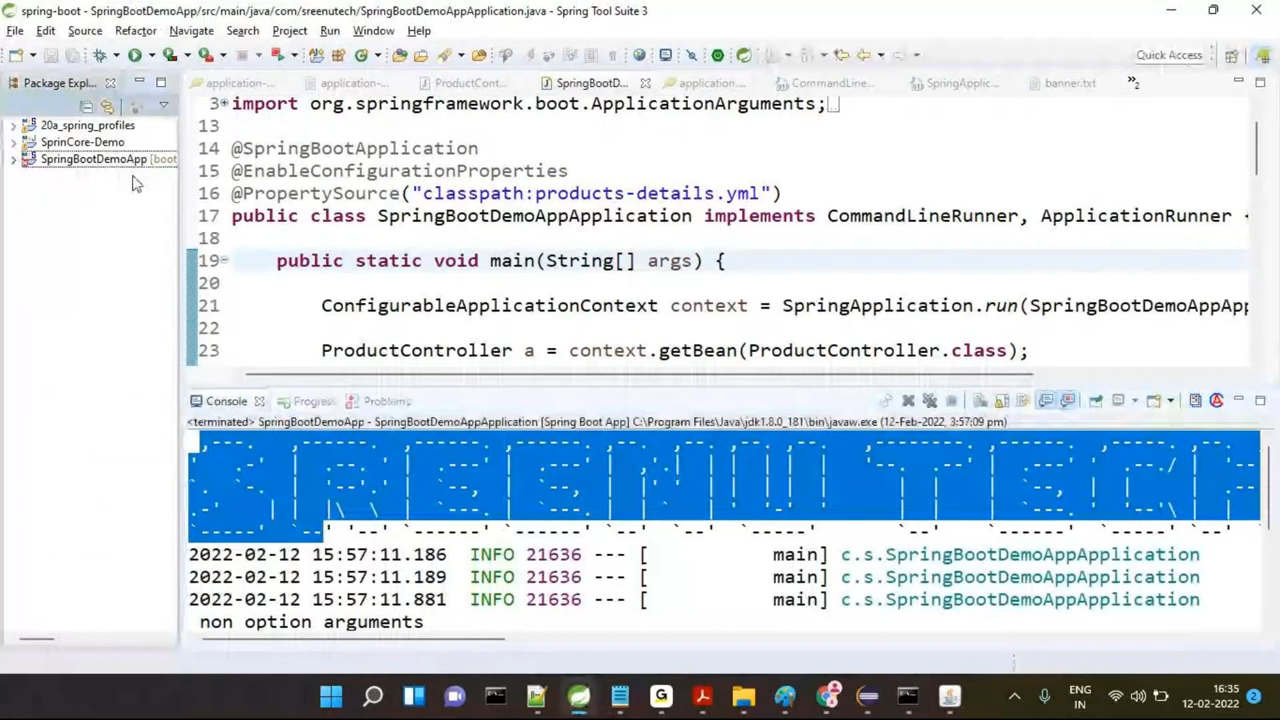 spring-boot - SpringBootDemoApp/src/main/java/com/sreenutech/SpringBootDemoAppApplication.java - Spring Tool Suite 3
File Edit Source Refactor Navigate Search Project Run Window Help
Quick Access
Package Expl...
application-...
application-...
ProductCont...
SpringBootD...
application....
CommandLine...
SpringApplic...
banner.txt
»2
20a_spring_profiles
SprinCore-Demo
SpringBootDemoApp [boot
3 import org.springframework.boot.ApplicationArguments;
13
14 @SpringBootApplication
15 @EnableConfigurationProperties
16 @PropertySource("classpath:products-details.yml")
17 public class SpringBootDemoAppApplication implements CommandLineRunner, ApplicationRunner {
18
19 public static void main(String[] args) {
20
21 ConfigurableApplicationContext context = SpringApplication.run(SpringBootDemoAppApp
22
23 ProductController a = context.getBean(ProductController.class);
Console Progress Problems
<terminated> SpringBootDemoApp - SpringBootDemoAppApplication [Spring Boot App] C:\Program Files\Java\jdk1.8.0_181\bin\javaw.exe (12-Feb-2022, 3:57:09 pm)
SREENU TECH
2022-02-12 15:57:11.186 INFO 21636 --- [ main] c.s.SpringBootDemoAppApplication
2022-02-12 15:57:11.189 INFO 21636 --- [ main] c.s.SpringBootDemoAppApplication
2022-02-12 15:57:11.881 INFO 21636 --- [ main] c.s.SpringBootDemoAppApplication
non option arguments
ENG
IN
16:35
12-02-2022
2